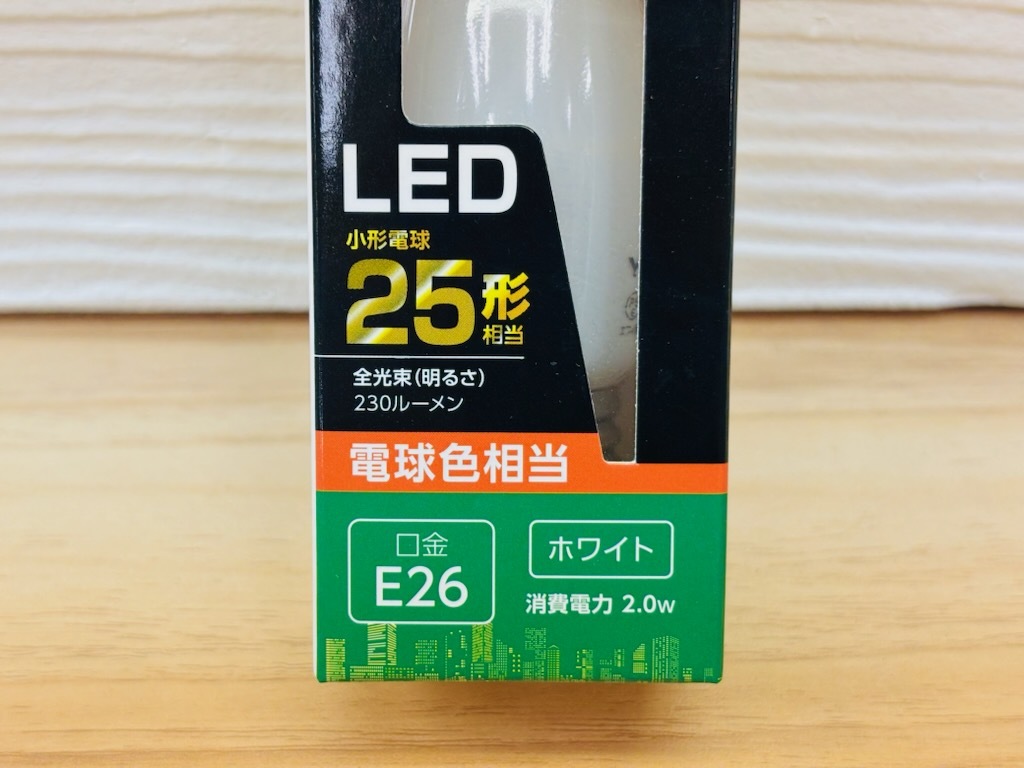 LED
小形電球
25形
相当
全光束(明るさ)
230ルーメン
電球色相当
口金
E26
ホワイト
消費電力 2.0W